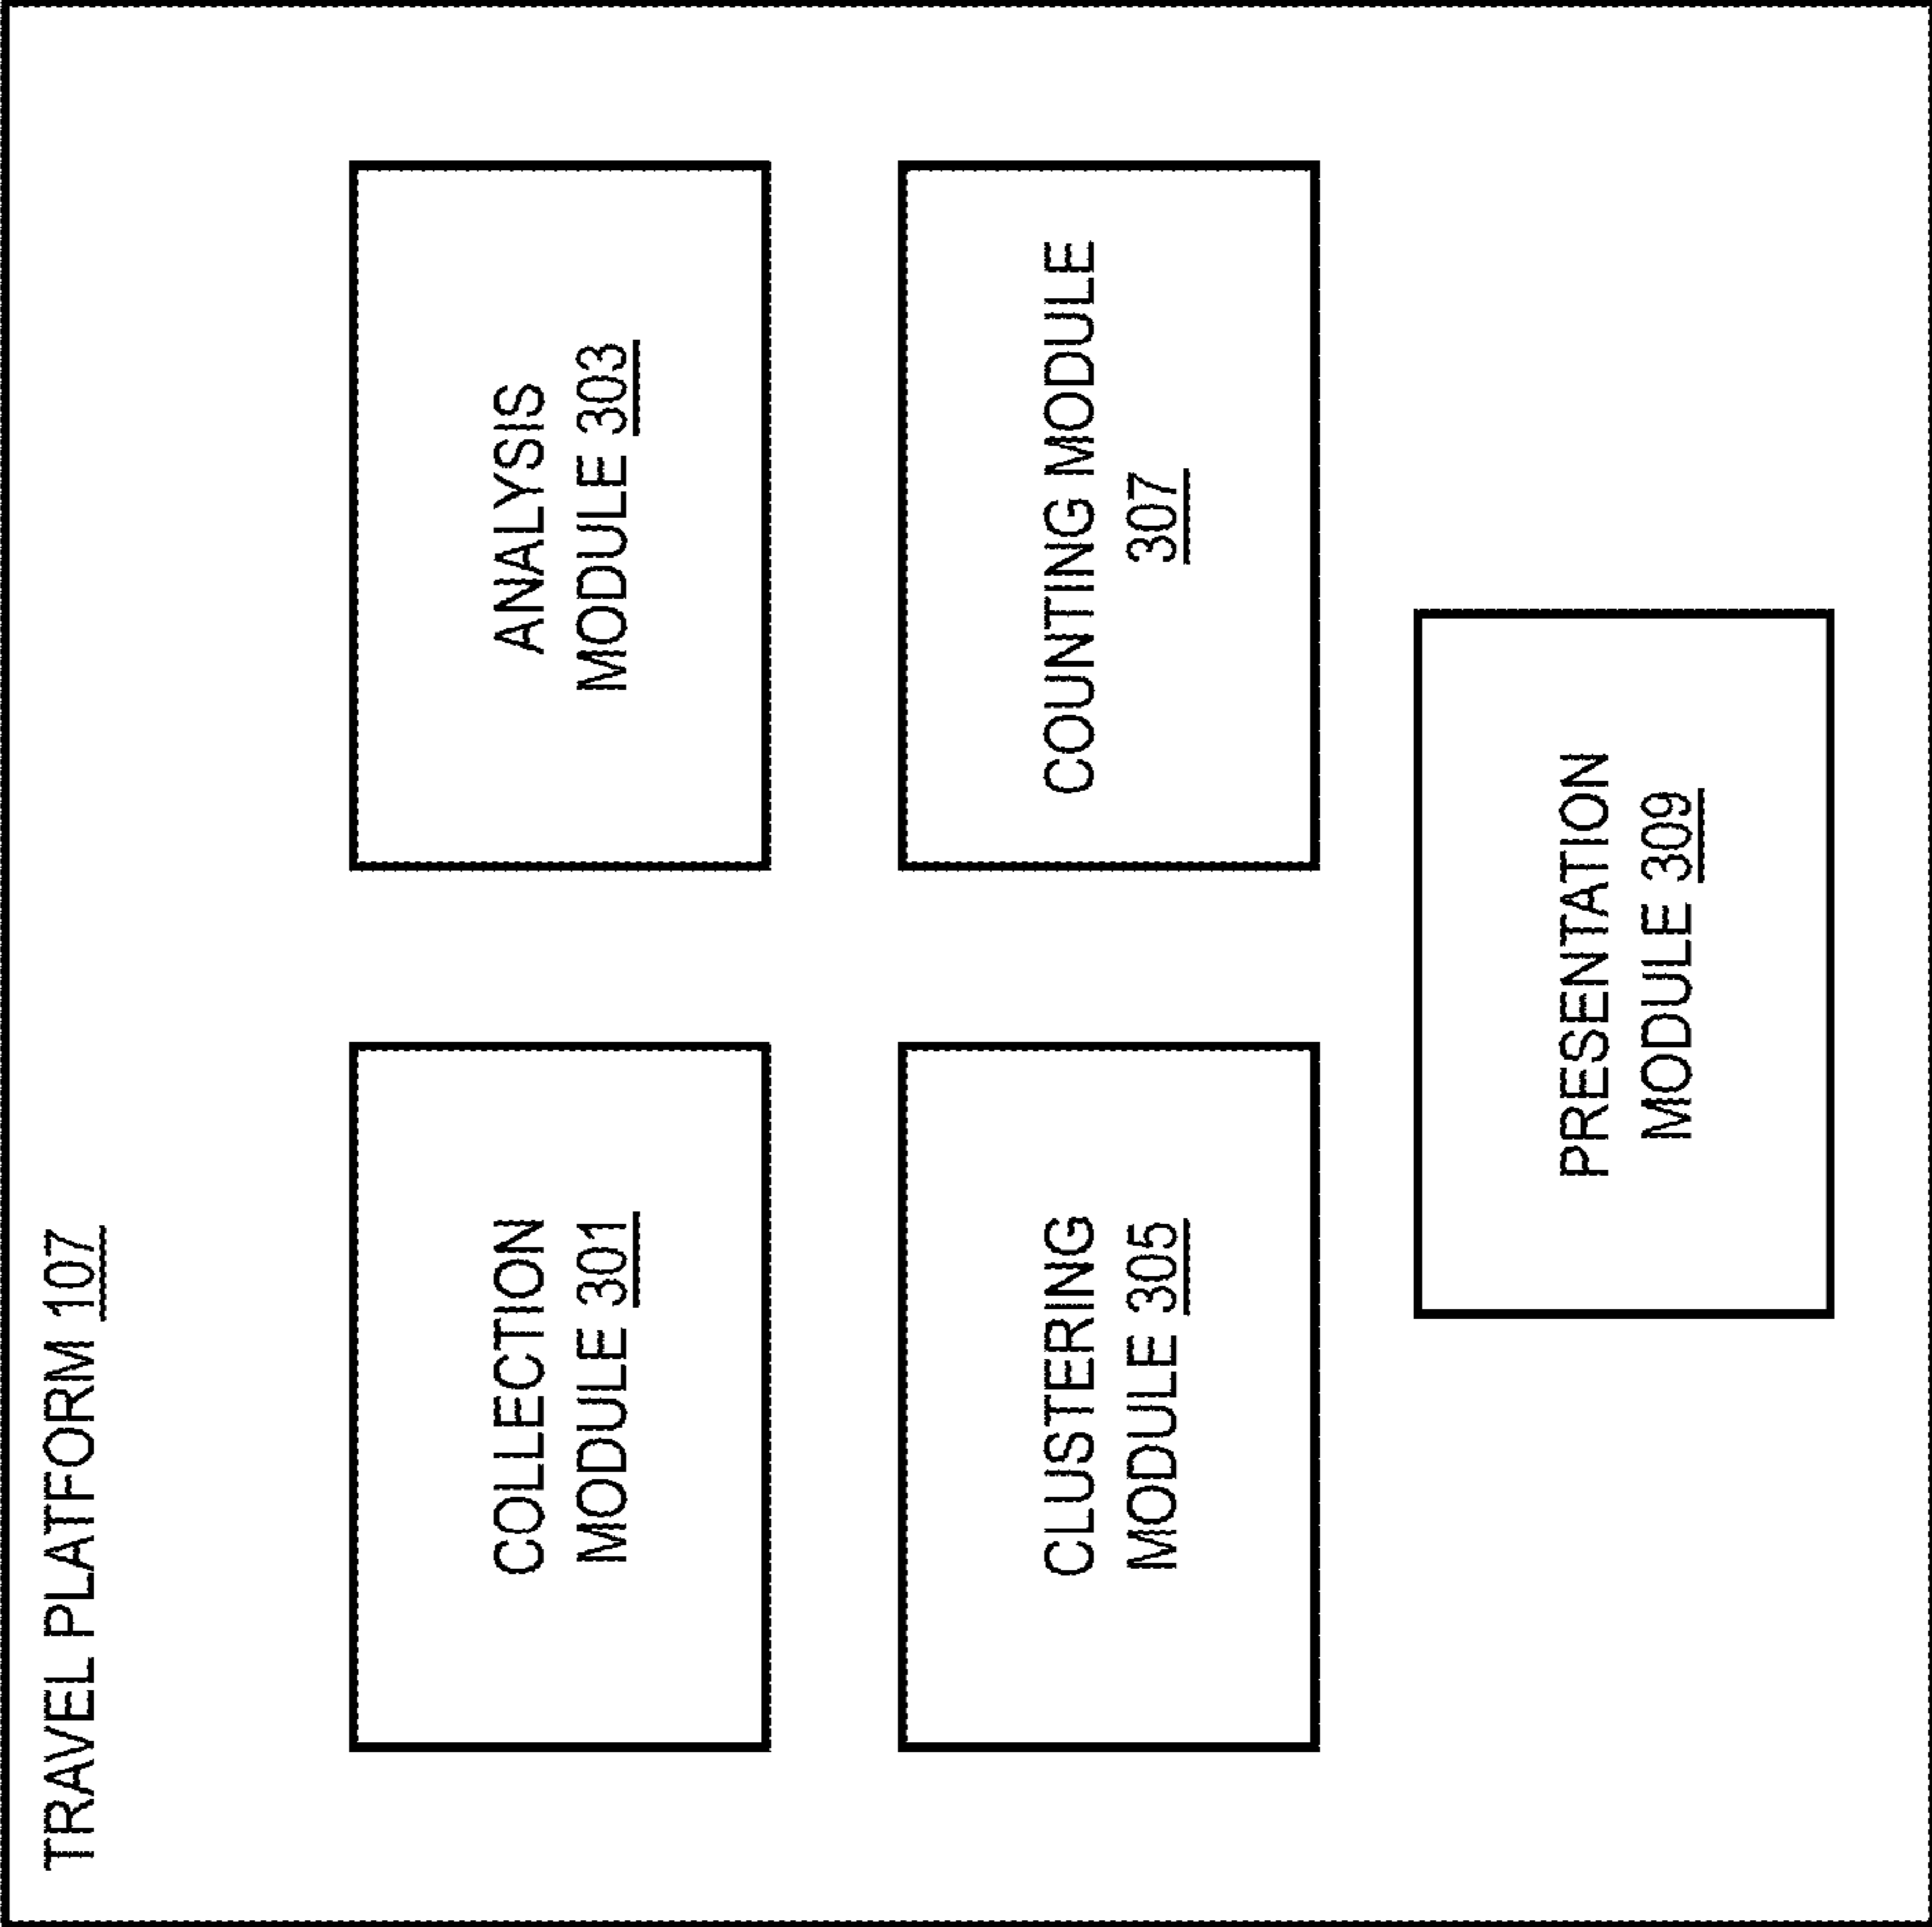 TRAVEL PLATFORM 107
COLLECTION
MODULE 301
ANALYSIS
MODULE 303
CLUSTERING
MODULE 305
COUNTING MODULE
307
PRESENTATION
MODULE 309